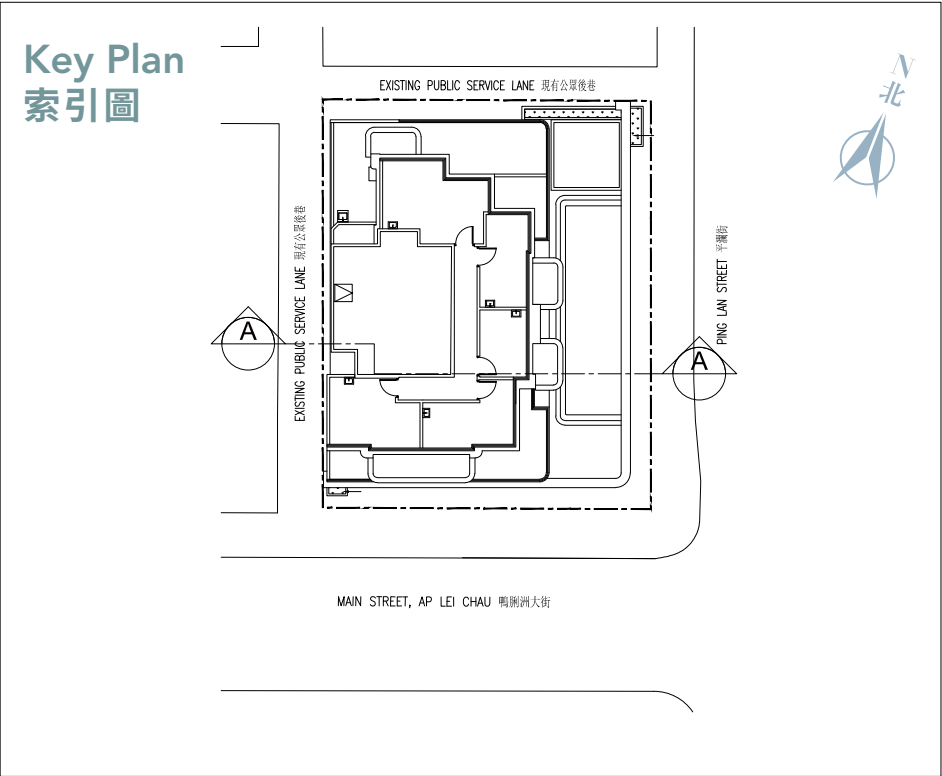 Key Plan
索引圖
N
北
EXISTING PUBLIC SERVICE LANE 現有公眾後巷
EXISTING PUBLIC SERVICE LANE 現有公眾後巷
PING LAN STREET 平瀾街
A
A
MAIN STREET, AP LEI CHAU 鴨脷洲大街